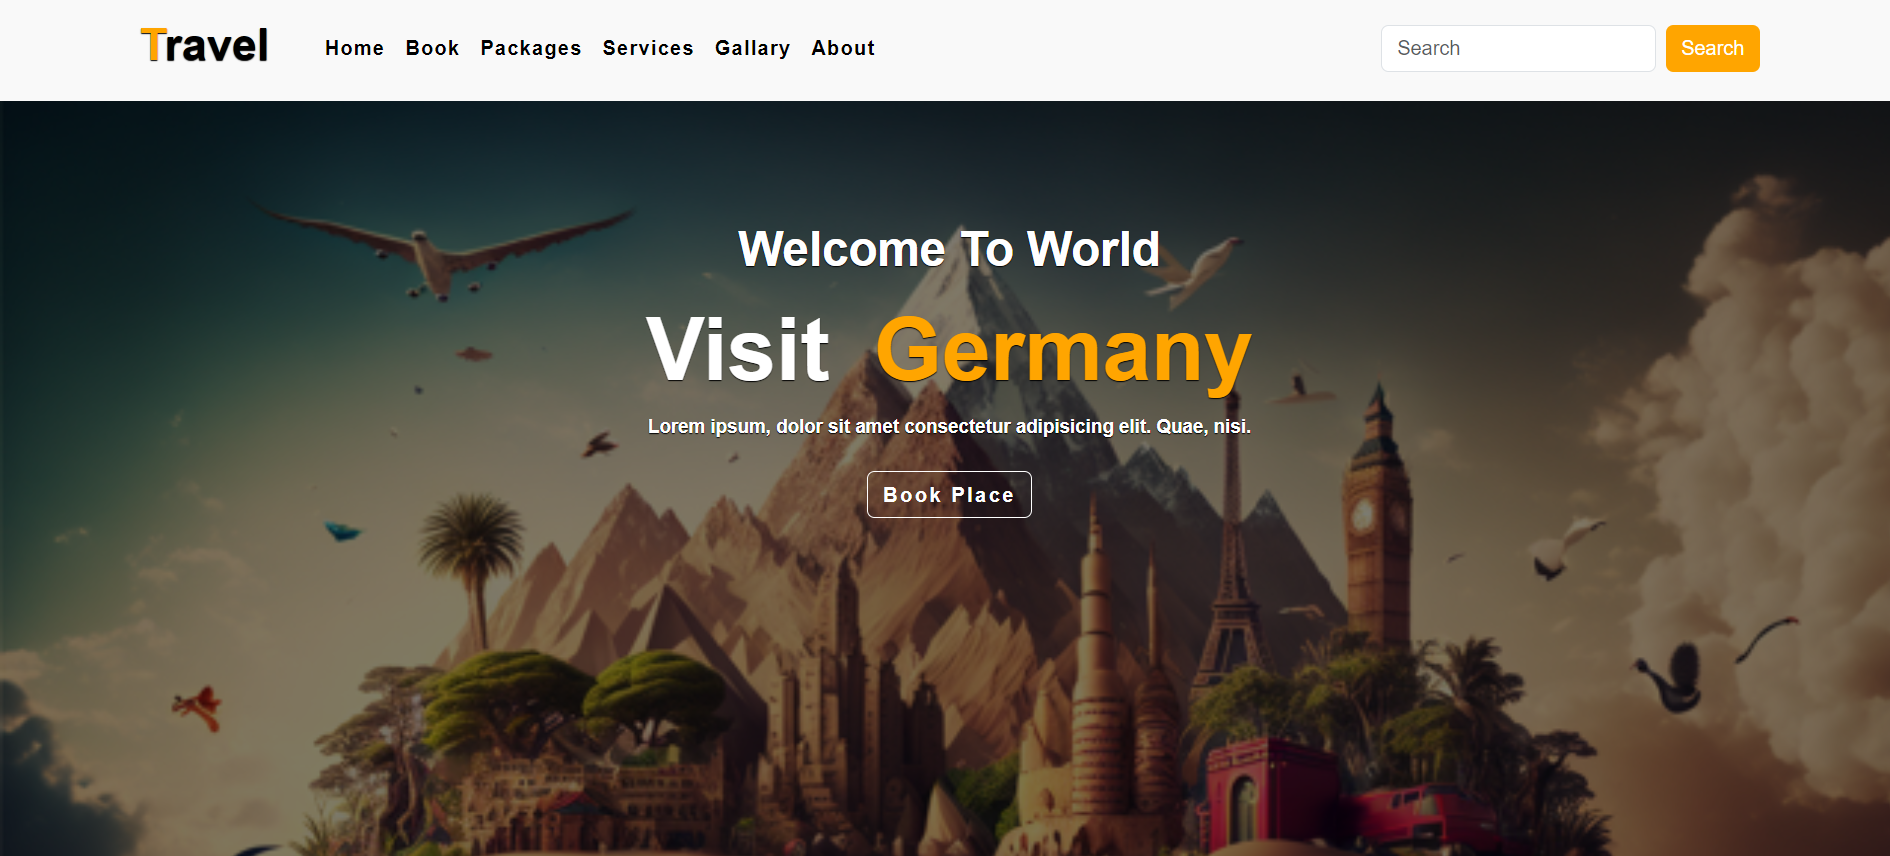 Travel Home Book Packages Services Gallary About Search Search
Welcome To World
Visit Germany
Lorem ipsum, dolor sit amet consectetur adipisicing elit. Quae, nisi.
Book Place